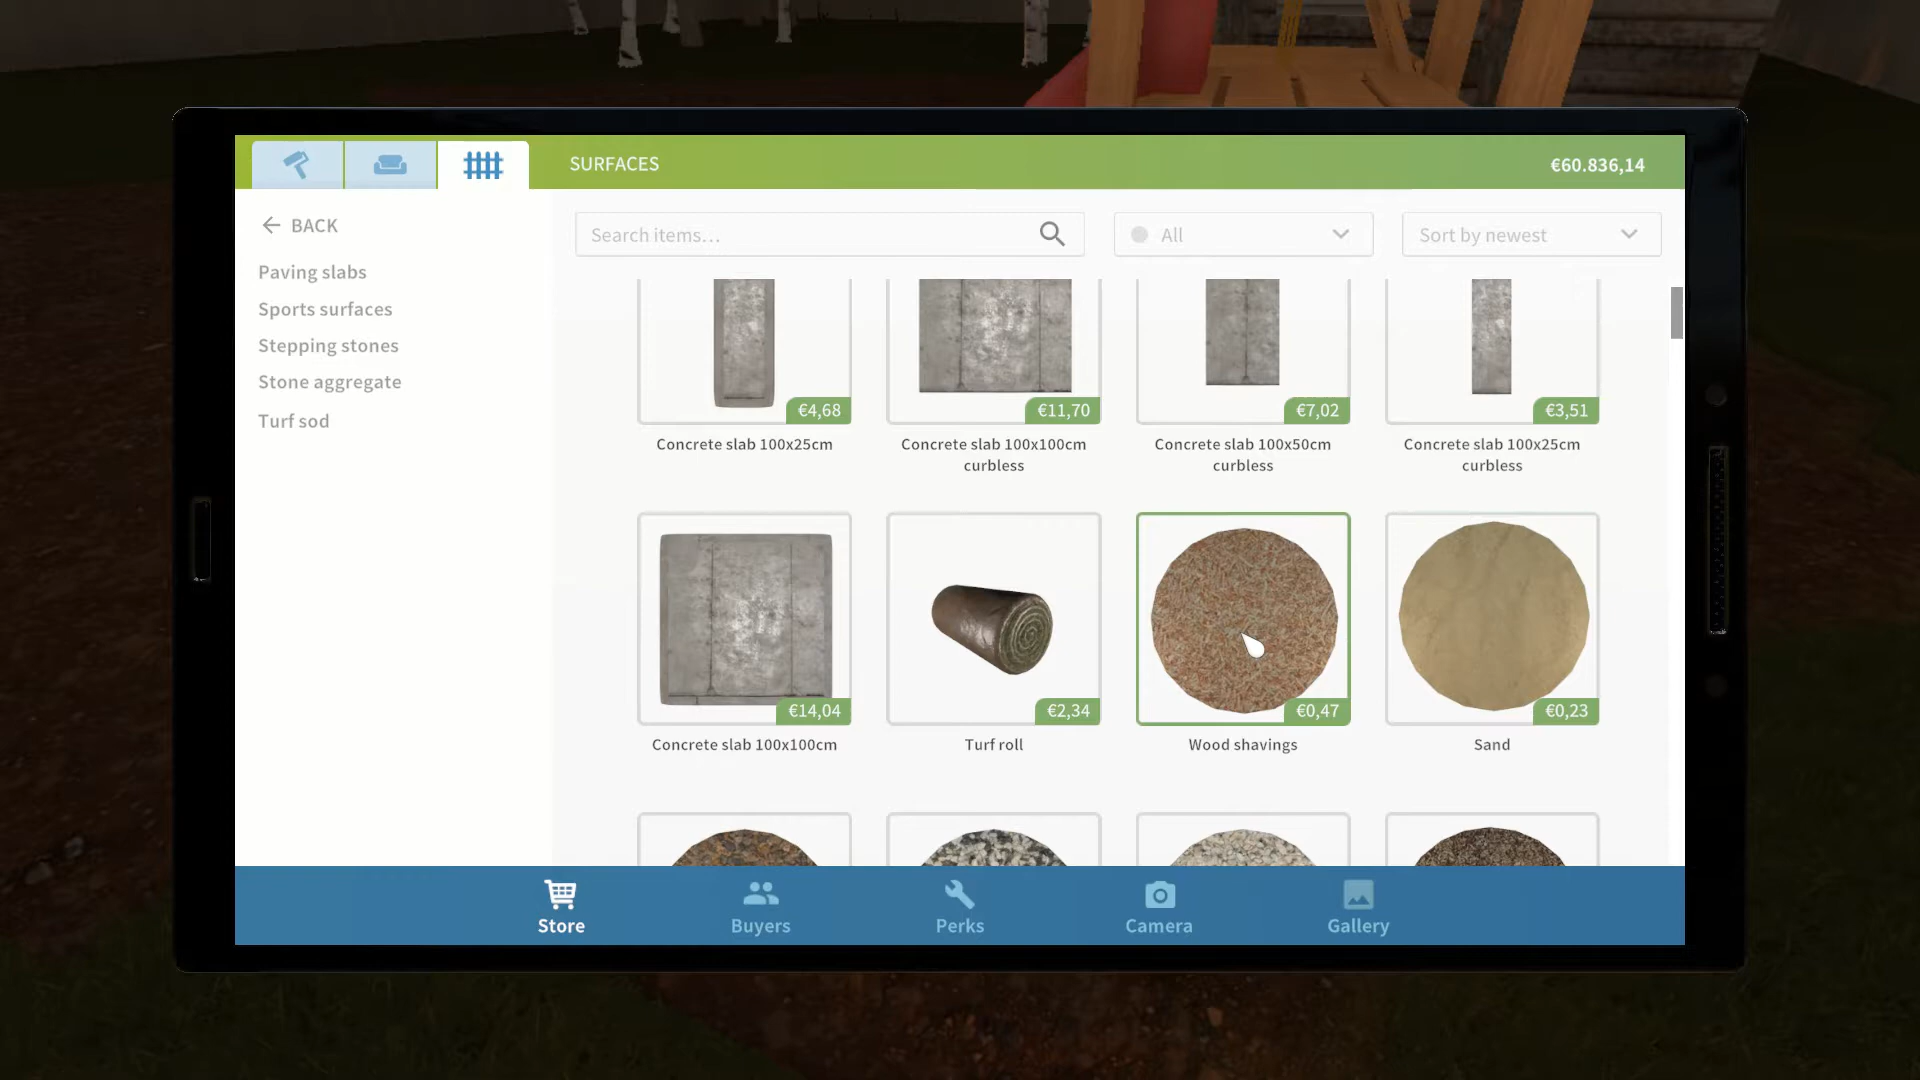 SURFACES
€60.836,14
BACK
Paving slabs
Sports surfaces
Stepping stones
Stone aggregate
Turf sod
Search items...
All
Sort by newest
€4,68
€11,70
€7,02
€3,51
Concrete slab 100x25cm
Concrete slab 100x100cm
curbless
Concrete slab 100x50cm
curbless
Concrete slab 100x25cm
curbless
€14,04
€2,34
€0,47
€0,23
Concrete slab 100x100cm
Turf roll
Wood shavings
Sand
Store
Buyers
Perks
Camera
Gallery